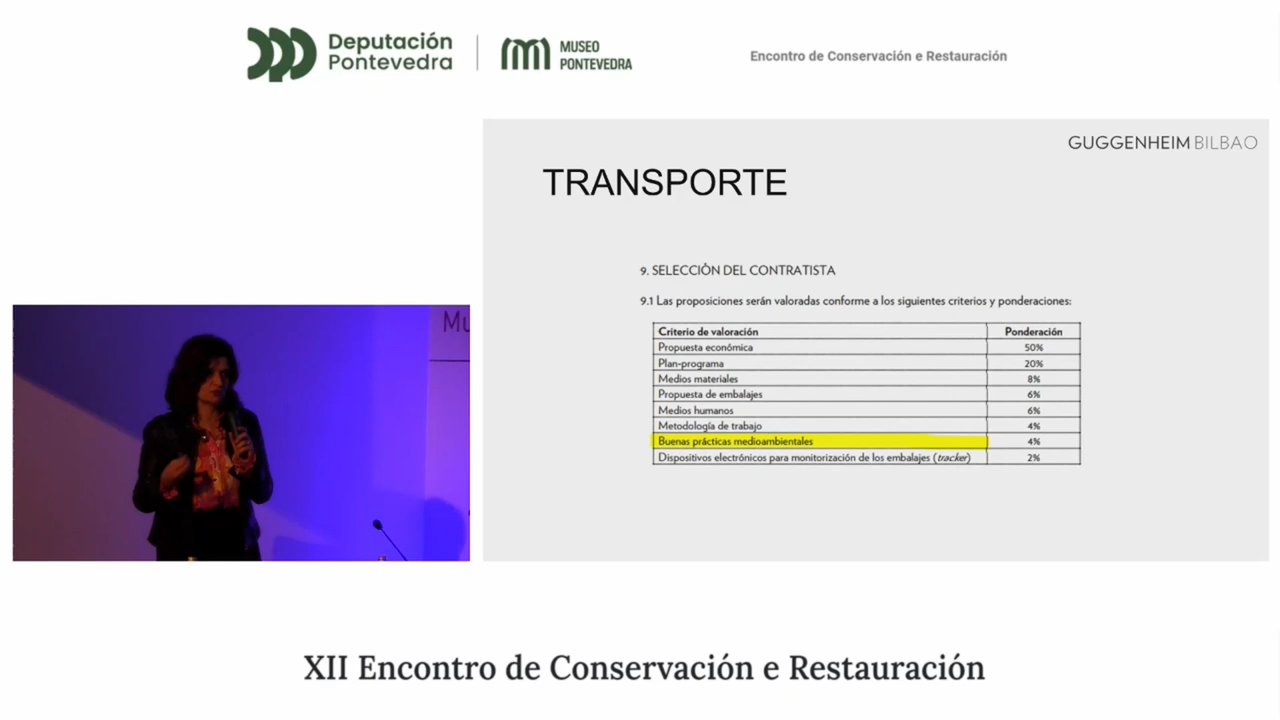 Deputación
Pontevedra
MUSEO
PONTEVEDRA
Encontro de Conservación e Restauración
GUGGENHEIM BILBAO
TRANSPORTE
9. SELECCIÓN DEL CONTRATISTA
9.1 Las proposiciones serán valoradas conforme a los siguientes criterios y ponderaciones:
Criterio de valoración Ponderación
Propuesta económica 50%
Plan-programa 20%
Medios materiales 8%
Propuesta de embalajes 6%
Medios humanos 6%
Metodología de trabajo 4%
Buenas prácticas medioambientales 4%
Dispositivos electrónicos para monitorización de los embalajes (tracker) 2%
Mu
XII Encontro de Conservación e Restauración